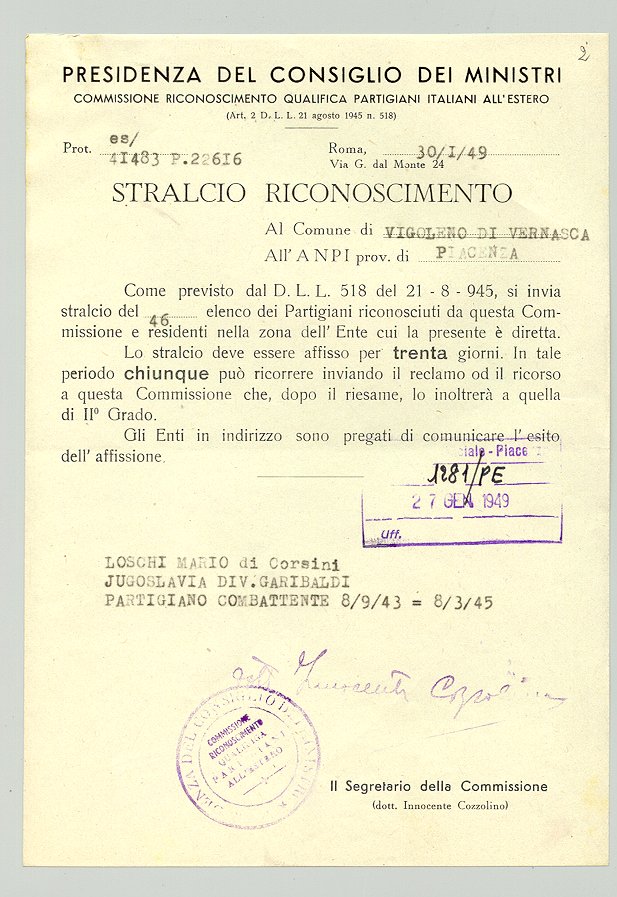 2
PRESIDENZA DEL CONSIGLIO DEI MINISTRI
COMMISSIONE RICONOSCIMENTO QUALIFICA PARTIGIANI ITALIANI ALL'ESTERO
(Art. 2 D. L. L. 21 agosto 1945 n. 518)
es/
Prot. 41483 P.22616
Roma, 30/I/49
Via G. dal Monte 24
STRALCIO RICONOSCIMENTO
Al Comune di VIGOLENO DI VERNASCA
All' ANPI prov. di PIACENZA
Come previsto dal D. L. L. 518 del 21 - 8 - 945, si invia
stralcio del 46 elenco dei Partigiani riconosciuti da questa Com-
missione e residenti nella zona dell' Ente cui la presente è diretta.
Lo stralcio deve essere affisso per trenta giorni. In tale
periodo chiunque può ricorrere inviando il reclamo od il ricorso
a questa Commissione che, dopo il riesame, lo inoltrerà a quella
di IIº Grado.
Gli Enti in indirizzo sono pregati di comunicare l' esito
dell' affissione.
1281/PE
27 GEN 1949
Uff.
LOSCHI MARIO di Corsini
JUGOSLAVIA DIV.GARIBALDI
PARTIGIANO COMBATTENTE 8/9/43 = 8/3/45
Innocente
COMMISSIONE
RICONOSCIMENTO
QUALIFICA
PARTIGIANI
ALL'ESTERO
Il Segretario della Commissione
(dott. Innocente Cozzolino)